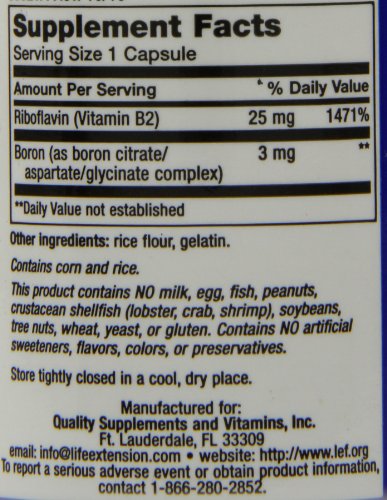 Supplement Facts
Serving Size 1 Capsule
Amount Per Serving % Daily Value
Riboflavin (Vitamin B2) 25 mg 1471%
Boron (as boron citrate/ 3 mg **
aspartate/glycinate complex)
**Daily Value not established
Other ingredients: rice flour, gelatin.
Contains corn and rice.
This product contains NO milk, egg, fish, peanuts,
crustacean shellfish (lobster, crab, shrimp), soybeans,
tree nuts, wheat, yeast, or gluten. Contains NO artificial
sweeteners, flavors, colors, or preservatives.
Store tightly closed in a cool, dry place.
Manufactured for:
Quality Supplements and Vitamins, Inc.
Ft. Lauderdale, FL 33309
email: info@lifeextension.com • website: http://www.lef.org
To report a serious adverse event or obtain product information,
contact 1-866-280-2852.